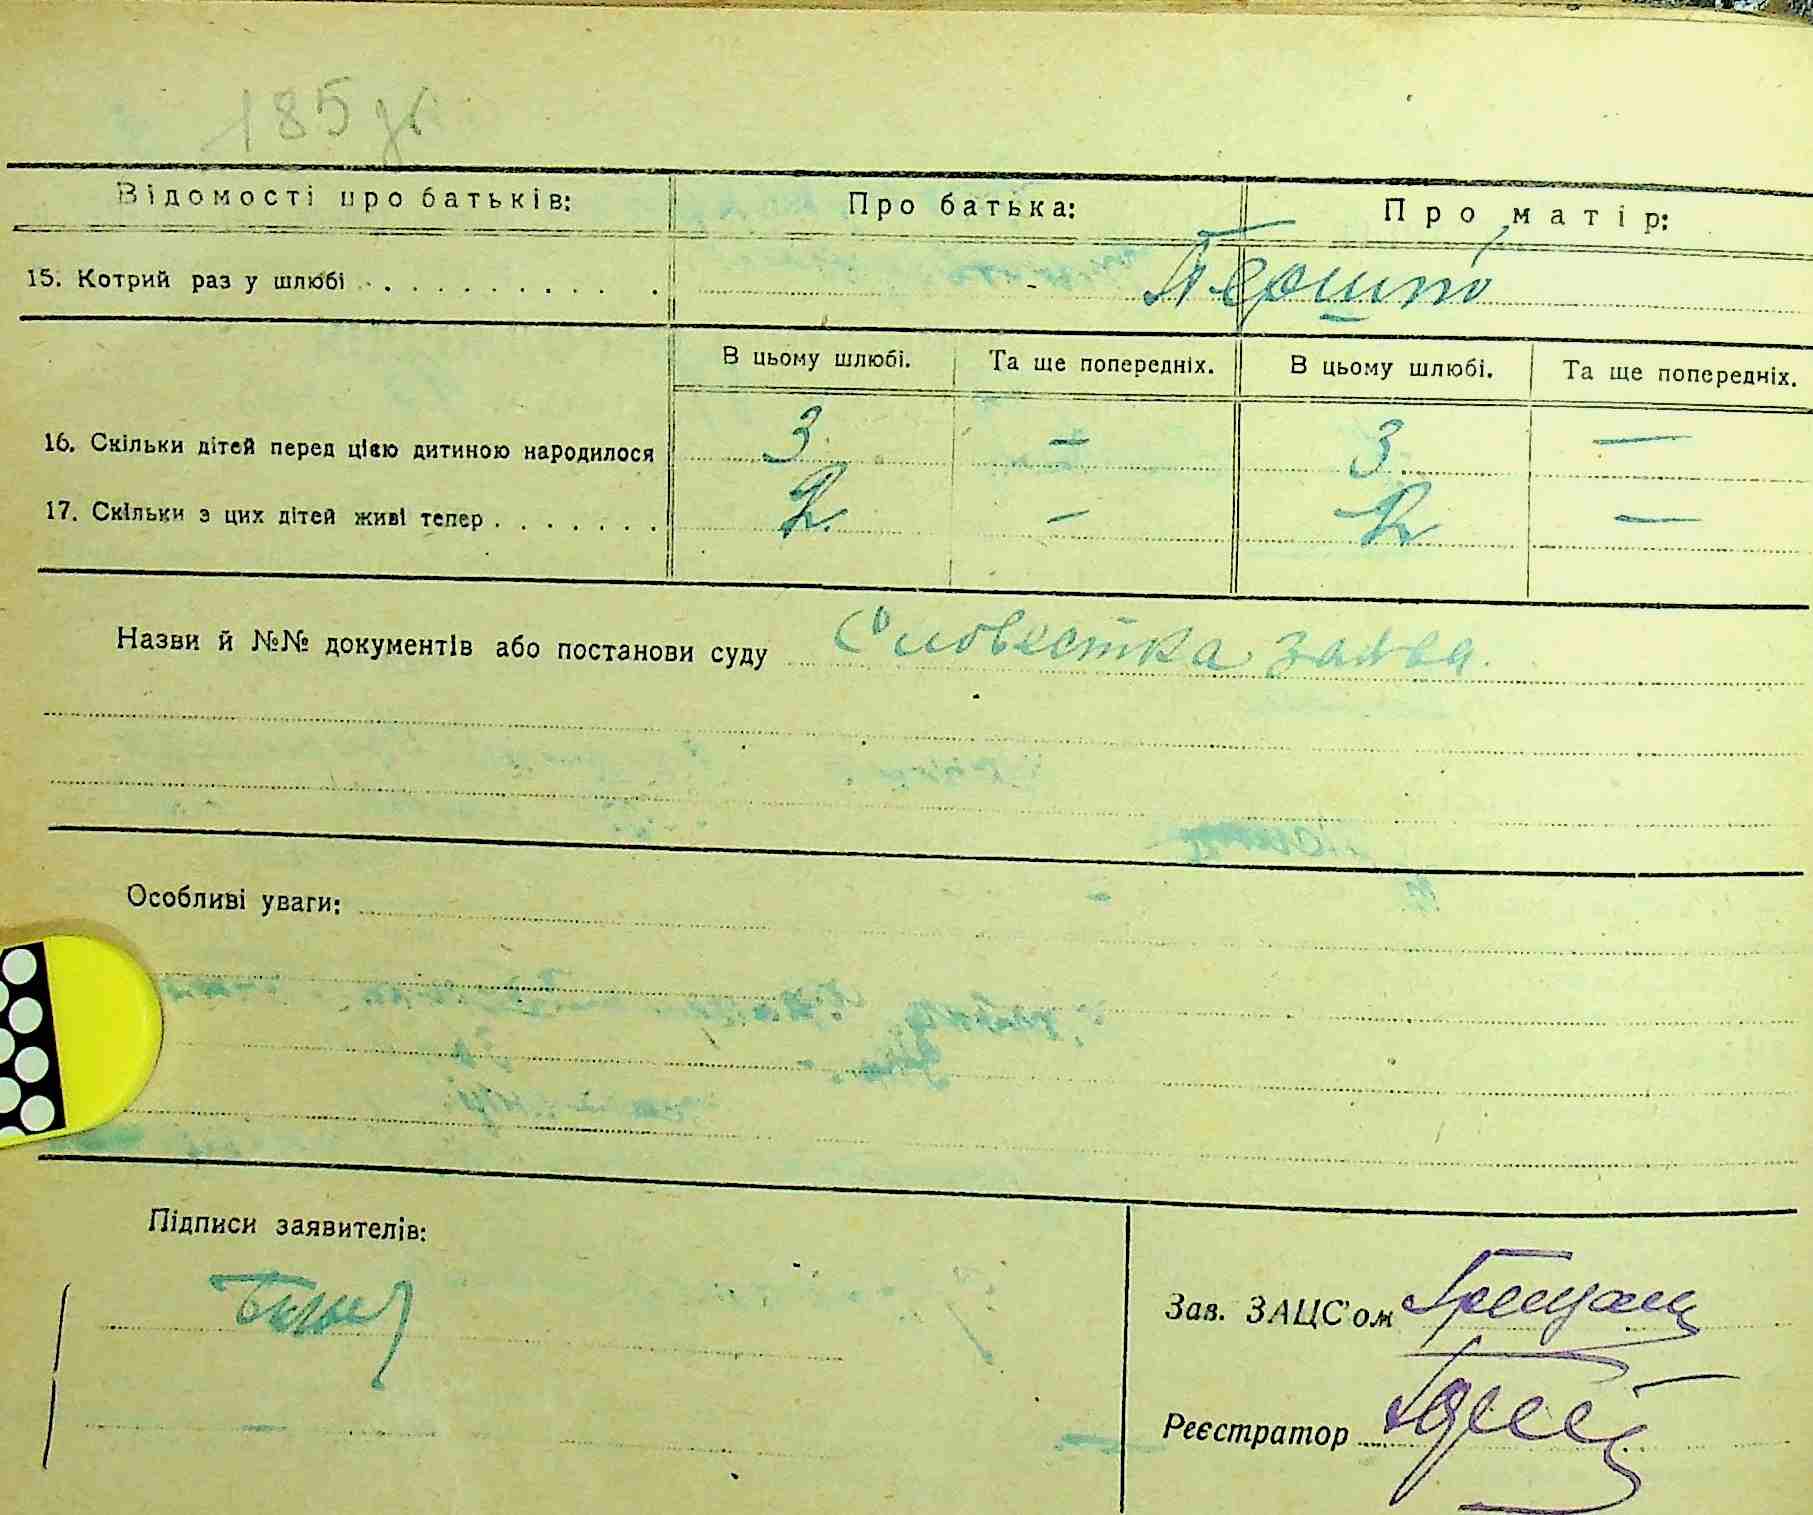 185
Відомості про батьків: Про батька: Про матір:
15. Котрий раз у шлюбі . . . . . . . . . . .
В цьому шлюбі. Та ще попередніх. В цьому шлюбі. Та ще попередніх.
16. Скільки дітей перед цією дитиною народилося 3 — 3 —
17. Скільки з цих дітей живі тепер . . . . . . . 2 — 2 —
Назви й №№ документів або постанови суду Словестка заява.
Особливі уваги:
Підписи заявителів:
Зав. ЗАЦС'ом
Реєстратор